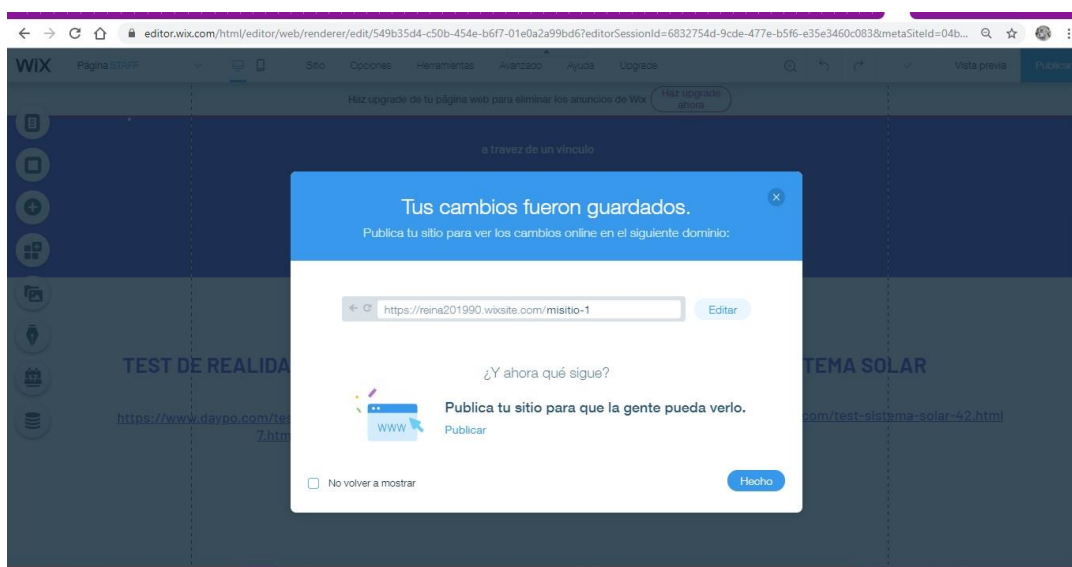 editor.wix.com/html/editor/web/renderer/edit/549b35d4-c50b-454e-b6f7-01e0a2a99bd6?editorSessionId=6832754d-9cde-477e-b5f6-e35e3460c083&metaSiteId=04b...
WIX Página: STAFF Sitio Opciones Herramientas Avanzado Ayuda Upgrade Vista previa Publicar
Haz upgrade de tu página web para eliminar los anuncios de Wix Haz upgrade ahora
a travez de un vinculo
Tus cambios fueron guardados.
Publica tu sitio para ver los cambios online en el siguiente dominio:
https://reina201990.wixsite.com/misitio-1 Editar
¿Y ahora qué sigue?
TEST DE REALIDA TEMA SOLAR
Publica tu sitio para que la gente pueda verlo.
https://www.daypo.com/tes com/test-sistema-solar-42.html
WWW Publicar
7.htm
No volver a mostrar Hecho